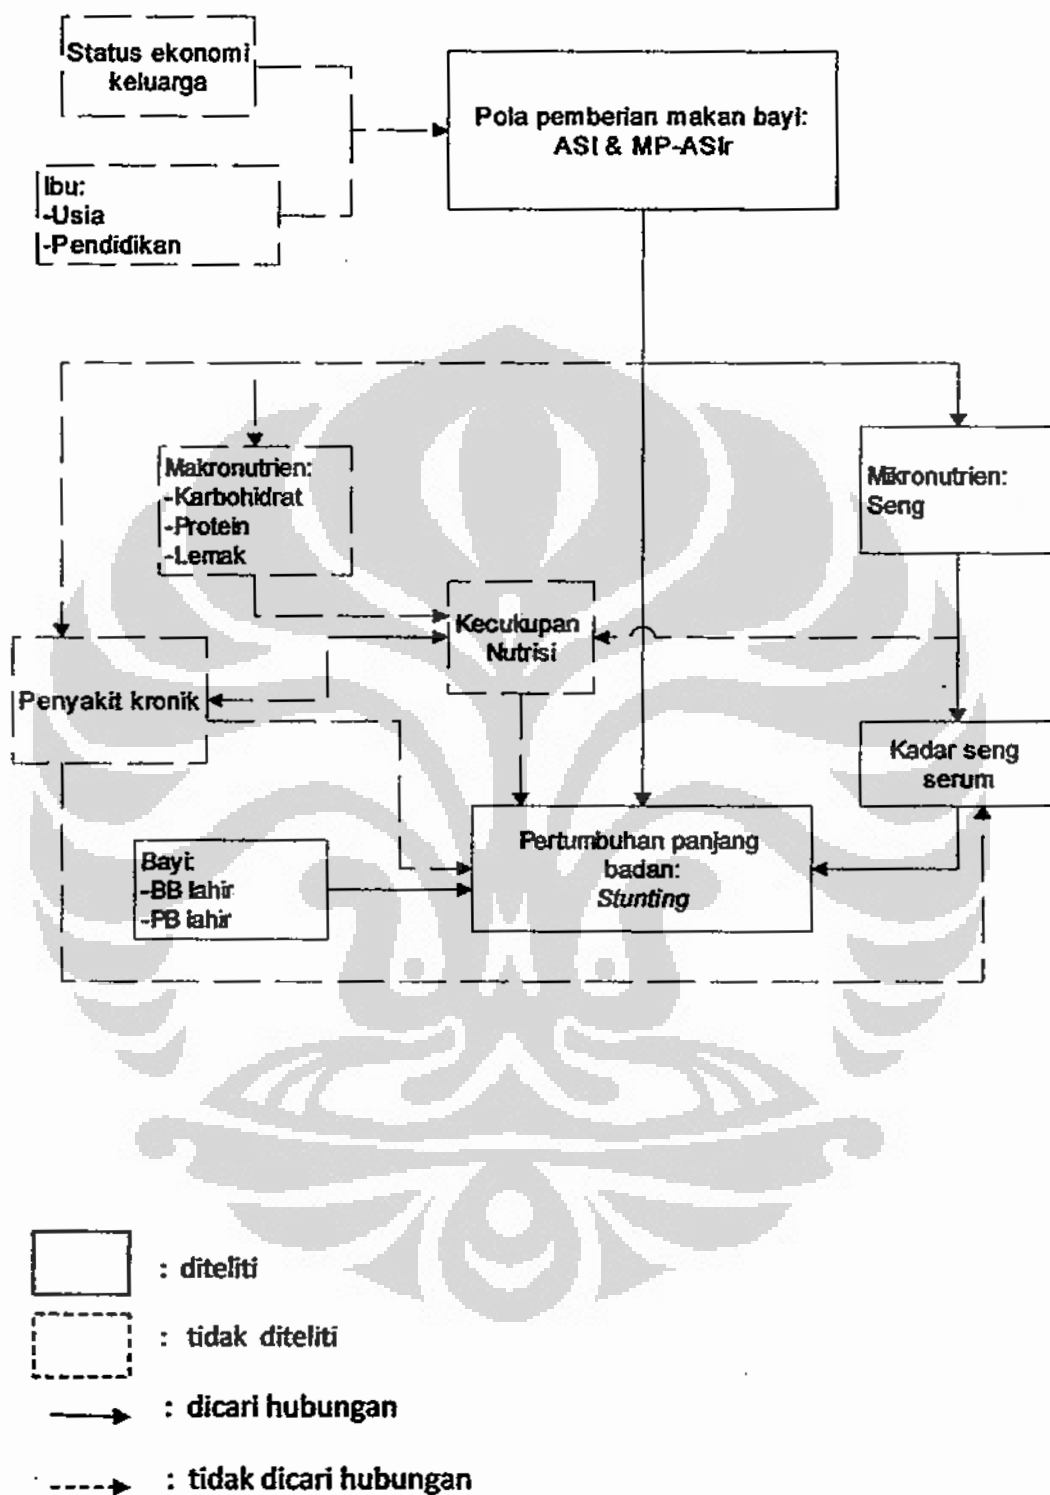 Status ekonomi
keluarga
Pola pemberian makan bayi:
ASI & MP-ASIr
Ibu:
-Usia
-Pendidikan
Makronutrien:
-Karbohidrat
-Protein
-Lemak
Mikronutrien:
Seng
Kecukupan
Nutrisi
Penyakit kronik
Kadar seng
serum
Pertumbuhan panjang
badan:
Stunting
Bayi:
-BB lahir
-PB lahir
: diteliti
: tidak diteliti
: dicari hubungan
: tidak dicari hubungan